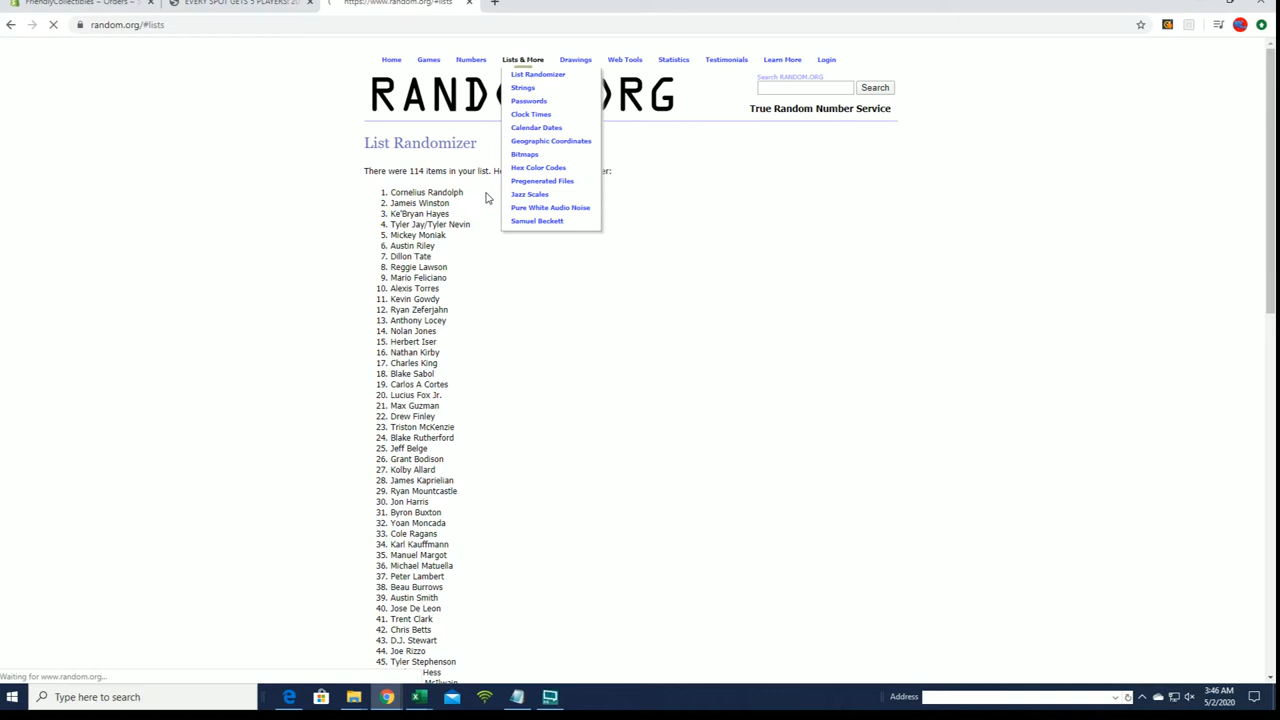 FriendlyCollectibles - Orders -
EVERY SPOT GETS 5 PLAYERS! 20
https://www.random.org/#lists
random.org/#lists
Home Games Numbers Lists & More Drawings Web Tools Statistics Testimonials Learn More Login
List Randomizer
Strings
Passwords
Clock Times
Calendar Dates
Geographic Coordinates
Bitmaps
Hex Color Codes
Pregenerated Files
Jazz Scales
Pure White Audio Noise
Samuel Beckett
RAND ORG
Search RANDOM.ORG
Search
True Random Number Service
List Randomizer
There were 114 items in your list. He er:
1. Cornelius Randolph
2. Jameis Winston
3. Ke'Bryan Hayes
4. Tyler Jay/Tyler Nevin
5. Mickey Moniak
6. Austin Riley
7. Dillon Tate
8. Reggie Lawson
9. Mario Feliciano
10. Alexis Torres
11. Kevin Gowdy
12. Ryan Zeferjahn
13. Anthony Locey
14. Nolan Jones
15. Herbert Iser
16. Nathan Kirby
17. Charles King
18. Blake Sabol
19. Carlos A Cortes
20. Lucius Fox Jr.
21. Max Guzman
22. Drew Finley
23. Triston McKenzie
24. Blake Rutherford
25. Jeff Belge
26. Grant Bodison
27. Kolby Allard
28. James Kaprielian
29. Ryan Mountcastle
30. Jon Harris
31. Byron Buxton
32. Yoan Moncada
33. Cole Ragans
34. Karl Kauffmann
35. Manuel Margot
36. Michael Matuella
37. Peter Lambert
38. Beau Burrows
39. Austin Smith
40. Jose De Leon
41. Trent Clark
42. Chris Betts
43. D.J. Stewart
44. Joe Rizzo
45. Tyler Stephenson
Hess
McIlwain
Waiting for www.random.org...
Type here to search
Address
3:46 AM
5/2/2020